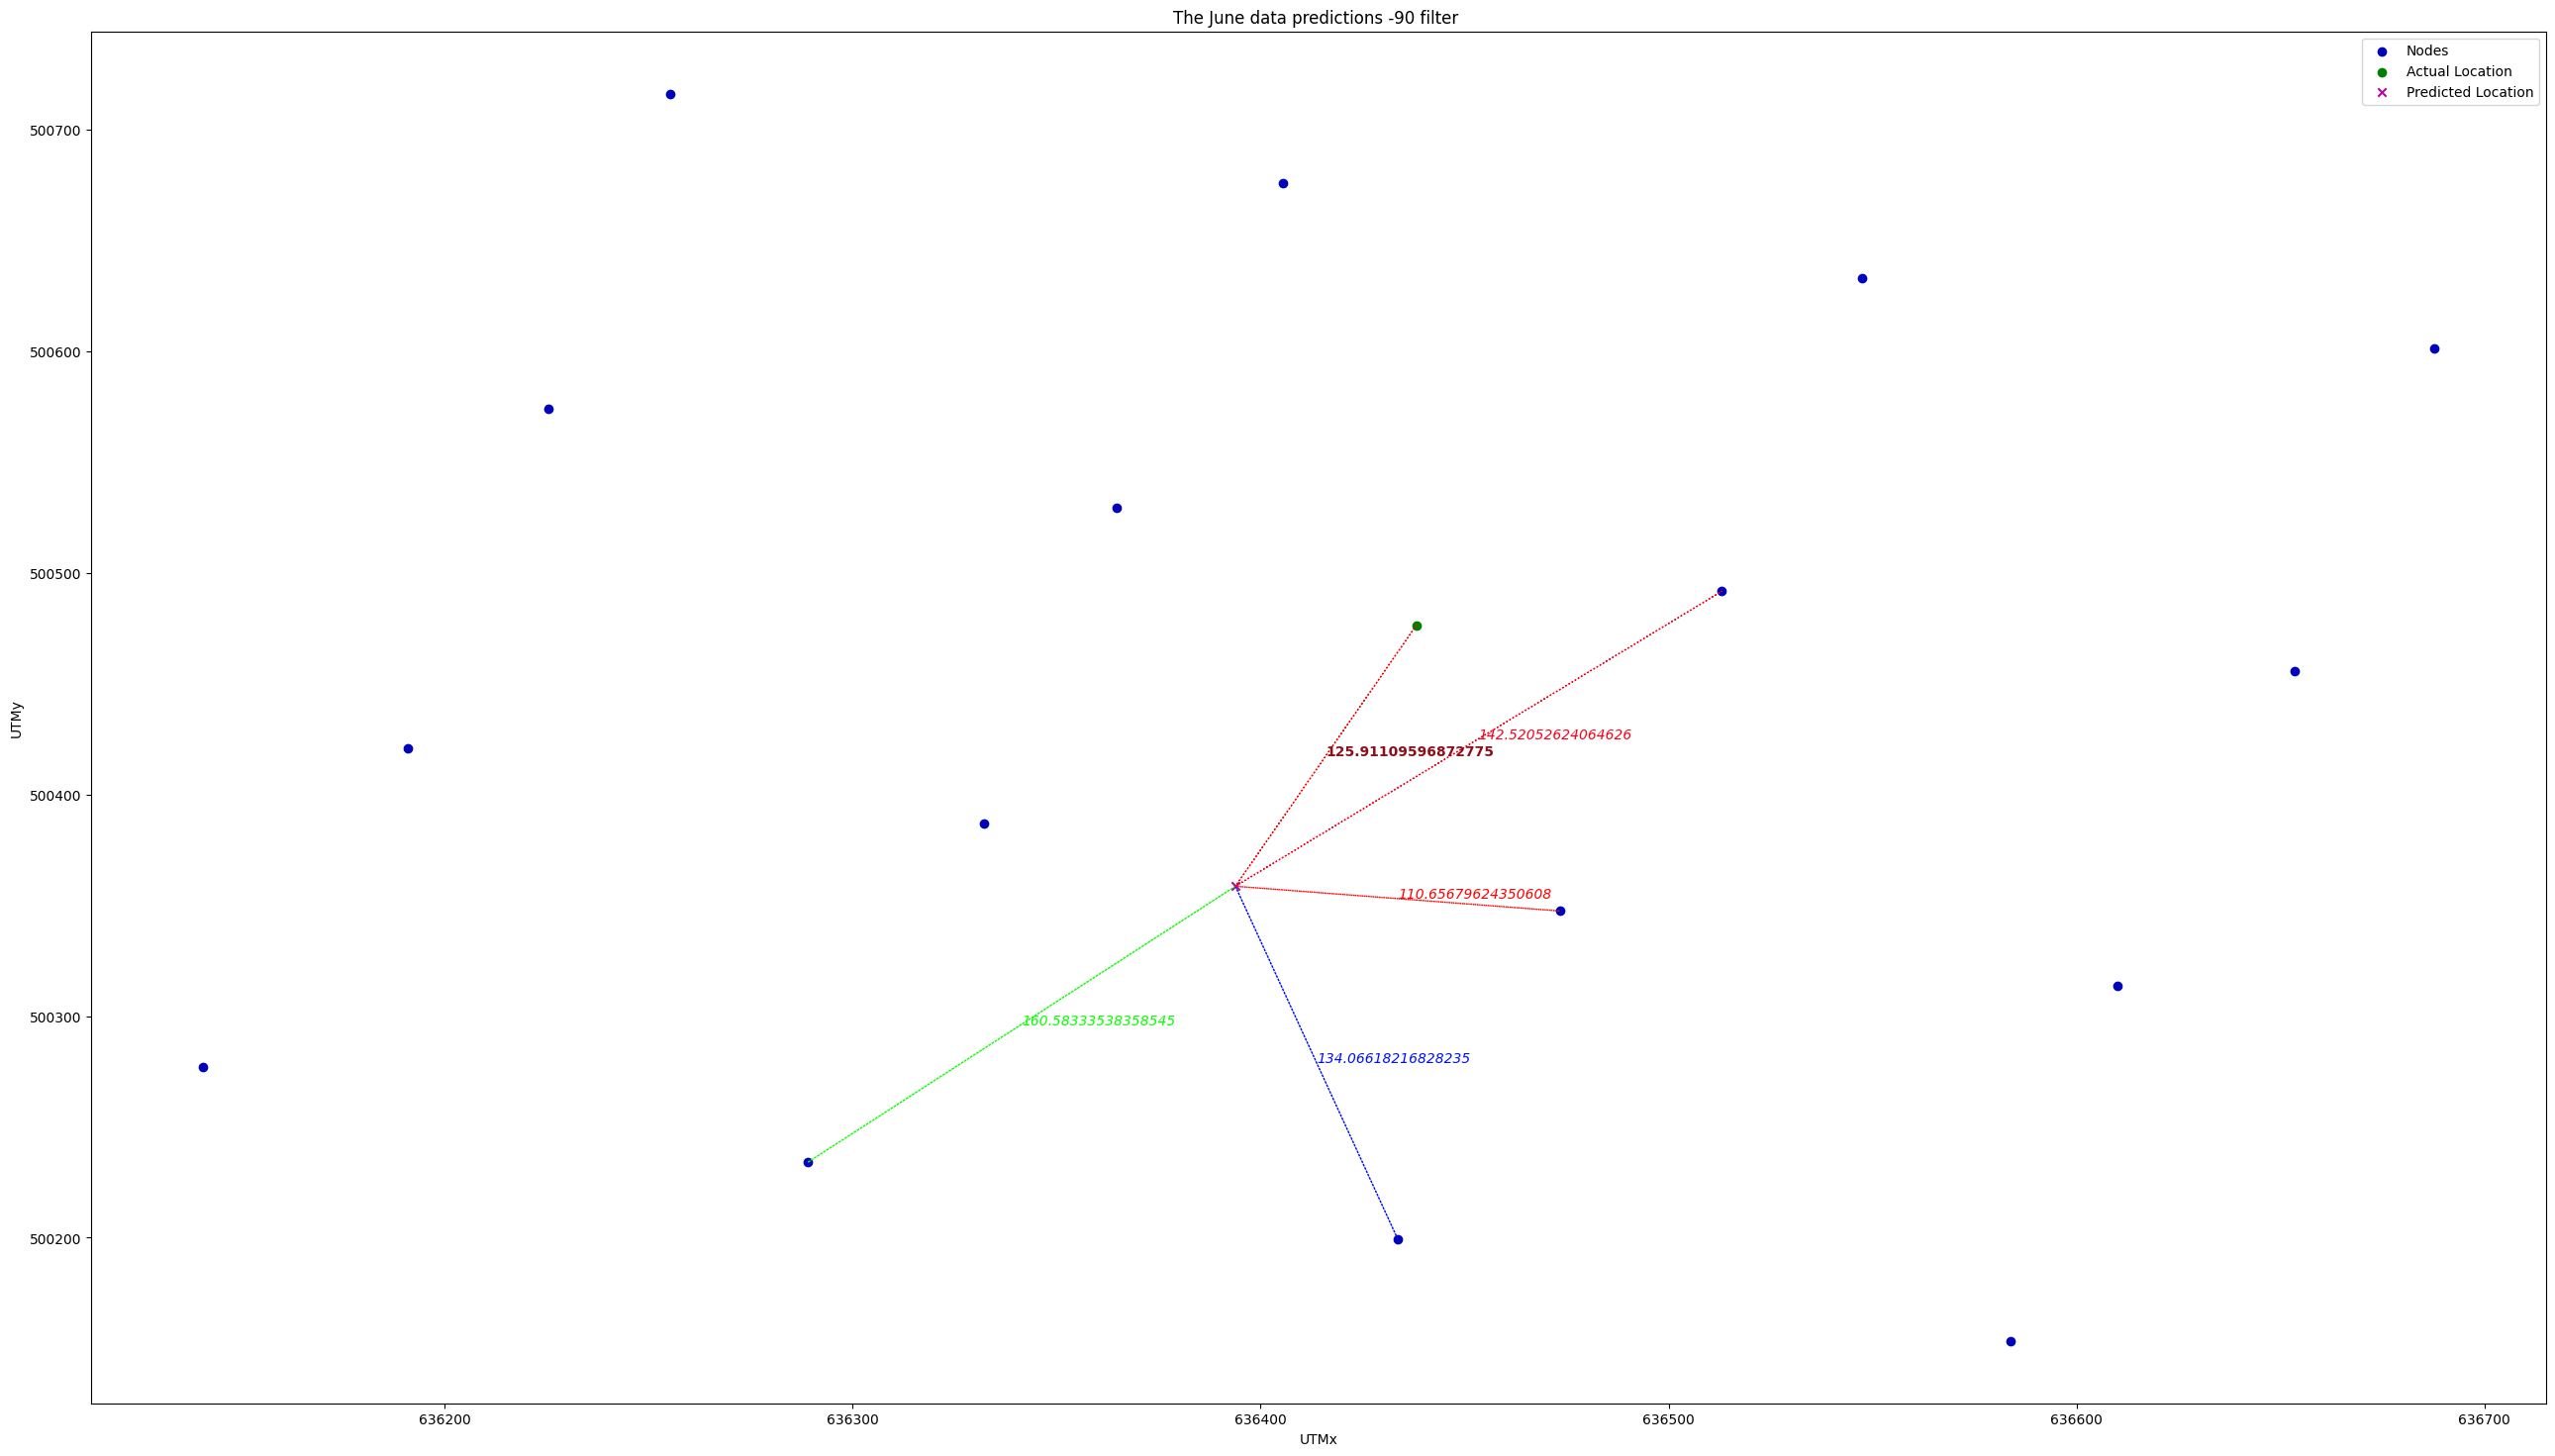 The June data predictions -90 filter
Nodes
Actual Location
Predicted Location
500700
500600
500500
500400
500300
500200
UTMy
142.52052624064626
125.91109596872775
110.65679624350608
160.58333538358545
134.06618216828235
636200
636300
636400
636500
636600
636700
UTMx